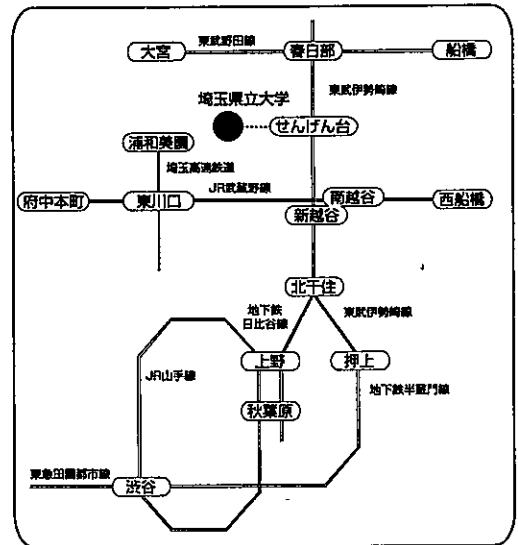 東武野田線
大宮
春日部
船橋
東武伊勢崎線
埼玉県立大学
せんげん台
浦和美園
埼玉高速鉄道
JR武蔵野線
府中本町
東川口
南越谷
西船橋
新越谷
北千住
地下鉄
日比谷線
東武伊勢崎線
JR山手線
上野
押上
地下鉄半蔵門線
秋葉原
東急田園都市線
渋谷